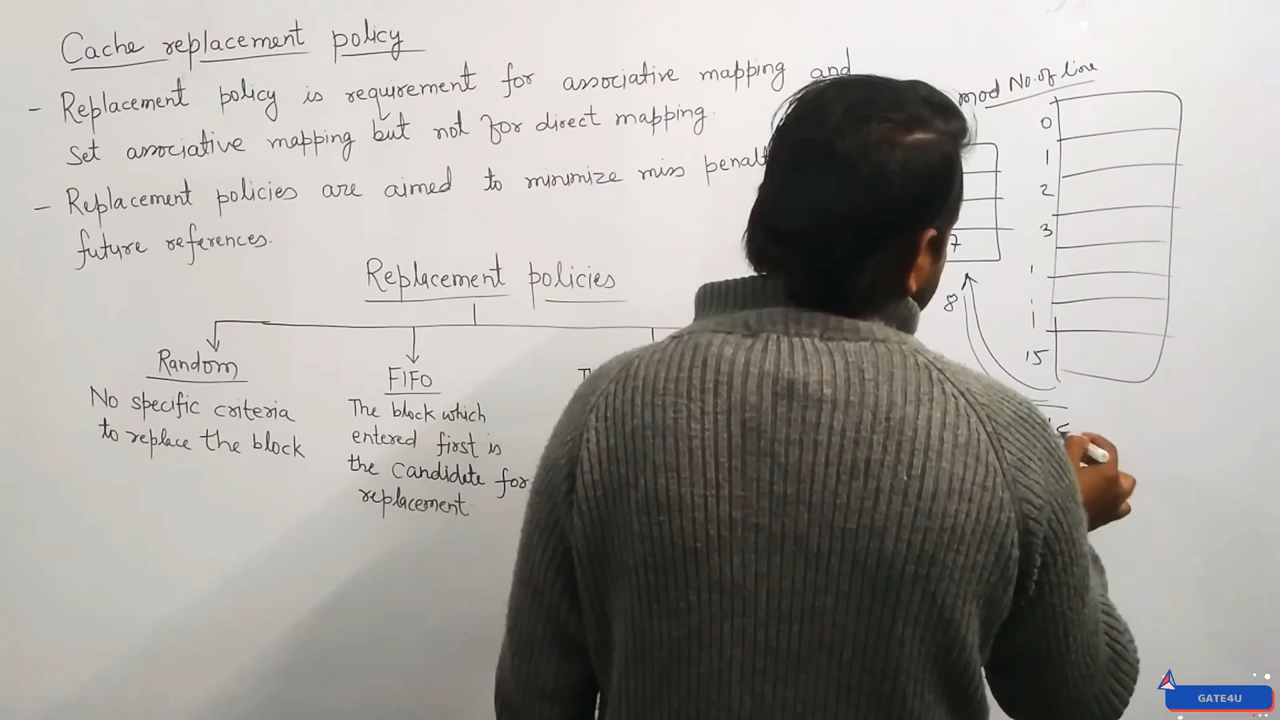 Cache replacement policy
- Replacement policy is requirement for associative mapping and
set associative mapping but not for direct mapping.
- Replacement policies are aimed to minimize miss
future references.
Replacement policies
Random
No specific criteria
to replace the block
FIFO
The block which
entered first is
the candidate for
replacement
mod No. of line
0
1
2
3
15
7
8
GATE4U